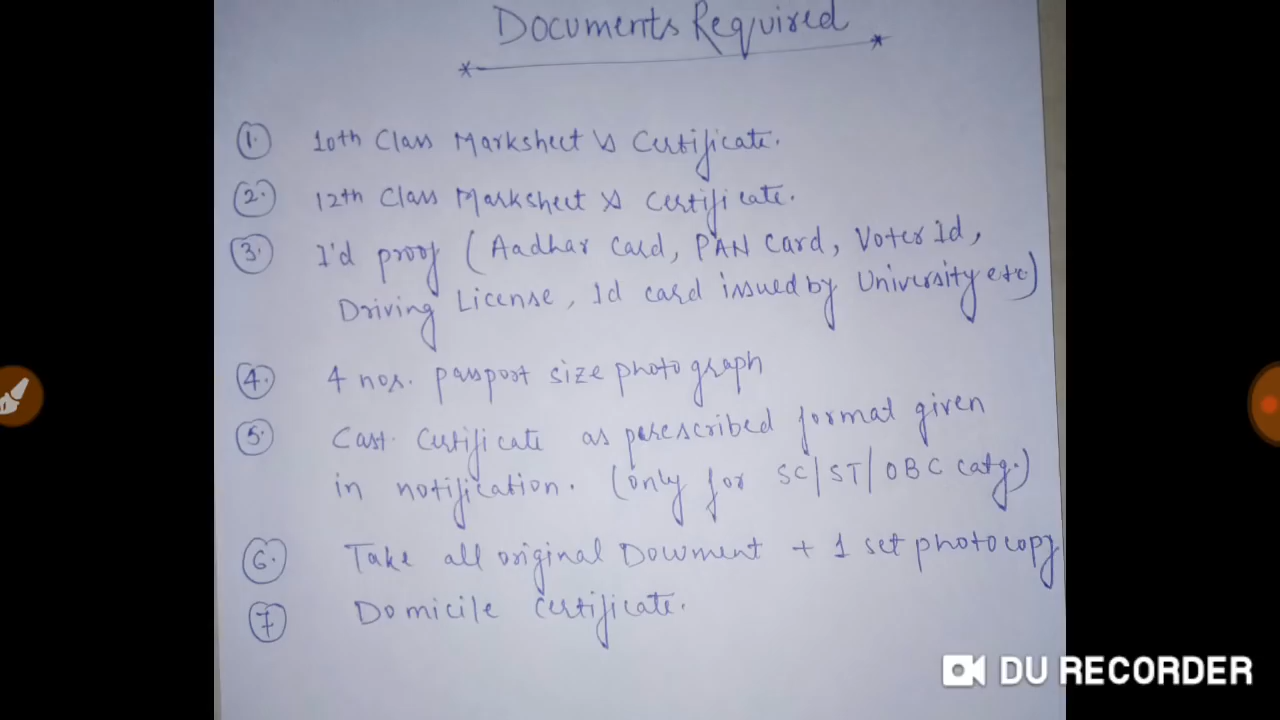 Documents Required
1. 10th Class Marksheet & Certificate.
2. 12th Class Marksheet & Certificate.
3. I'd proof (Aadhar Card, PAN Card, Voter Id,
Driving License, Id card issued by University etc)
4. 4 nos. passport size photograph
5. Cast. Certificate as perescribed format given
in notification. (only for SC/ST/OBC catg.)
6. Take all original Dowment + 1 set photocopy
7 Domicile Certificate.
DU RECORDER